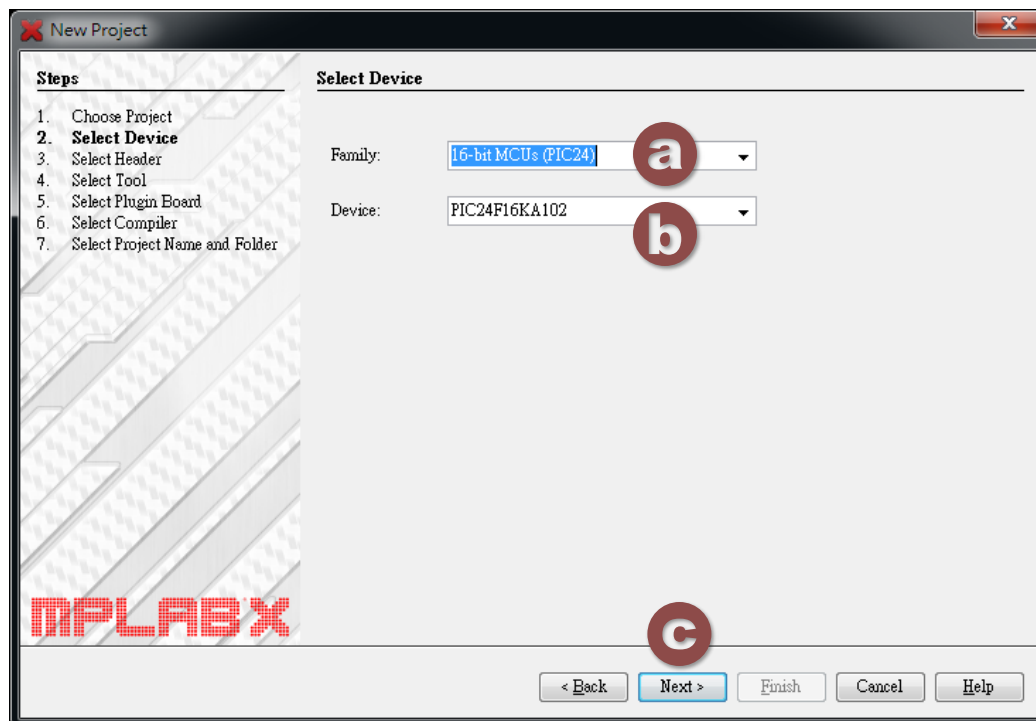 New Project
Steps
1. Choose Project
2. Select Device
3. Select Header
4. Select Tool
5. Select Plugin Board
6. Select Compiler
7. Select Project Name and Folder
MPLAB X
Select Device
Family: 16-bit MCUs (PIC24) a
Device: PIC24F16KA102 b
c
< Back Next > Finish Cancel Help